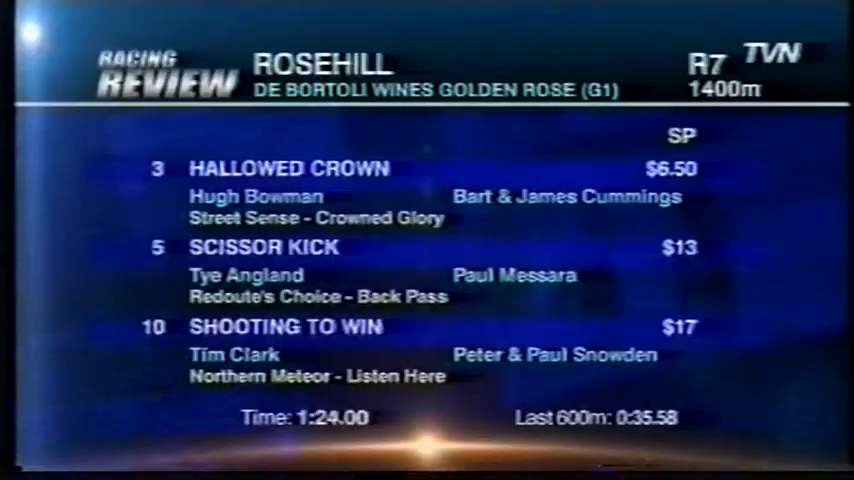 RACING REVIEW
ROSEHILL R7 TVN
DE BORTOLI WINES GOLDEN ROSE (G1) 1400m
SP
3 HALLOWED CROWN $6.50
Hugh Bowman Bart & James Cummings
Street Sense - Crowned Glory
5 SCISSOR KICK $13
Tye Angland Paul Messara
Redoute's Choice - Back Pass
10 SHOOTING TO WIN $17
Tim Clark Peter & Paul Snowden
Northern Meteor - Listen Here
Time: 1:24.00 Last 600m: 0:35.58